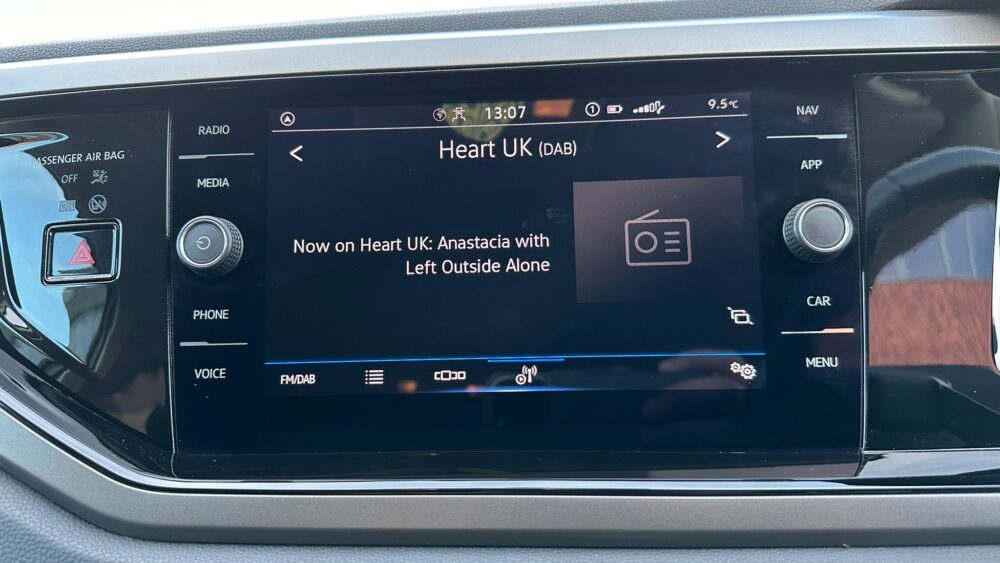 PASSENGER AIR BAG
OFF
ON
RADIO
MEDIA
PHONE
VOICE
13:07
1
9.5°C
< Heart UK (DAB) >
Now on Heart UK: Anastacia with
Left Outside Alone
FM/DAB
NAV
APP
CAR
MENU